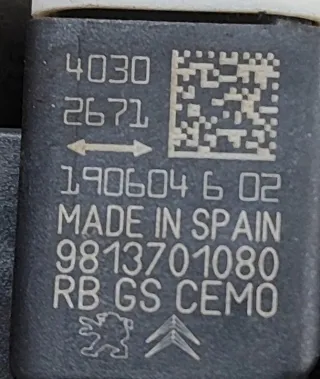 4030
2671
190604 6 02
MADE IN SPAIN
9813701080
RB GS CEMO